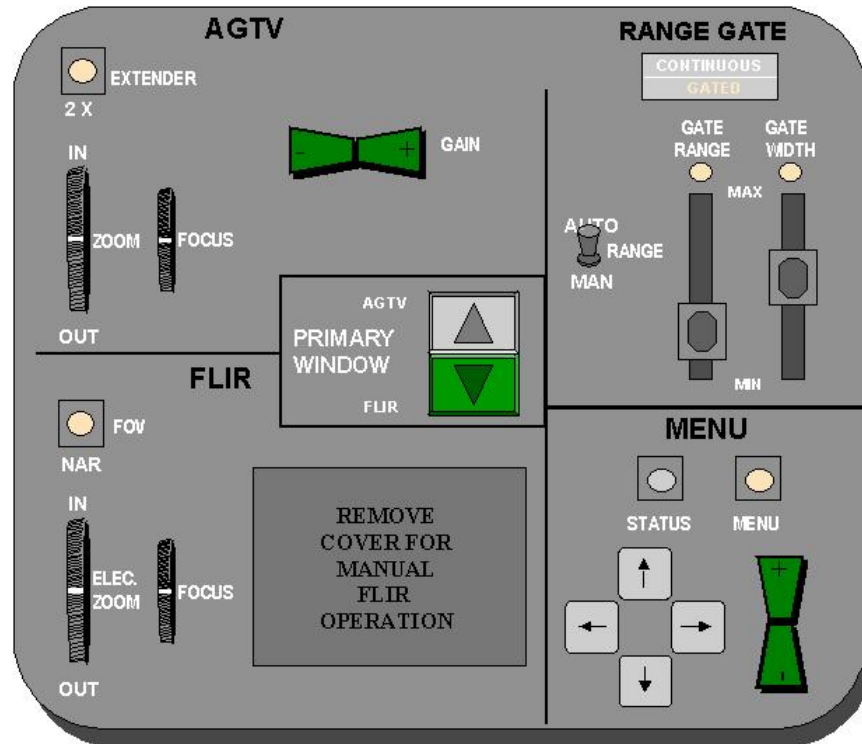 AGTV
EXTENDER
2 X
IN
ZOOM
FOCUS
OUT
-
+
GAIN
RANGE GATE
CONTINUOUS
GATED
GATE
RANGE
GATE
WIDTH
MAX
AUTO
RANGE
MAN
MIN
AGTV
PRIMARY
WINDOW
FLIR
FLIR
FOV
NAR
IN
ELEC.
ZOOM
FOCUS
OUT
REMOVE
COVER FOR
MANUAL
FLIR
OPERATION
MENU
STATUS
MENU
+
-